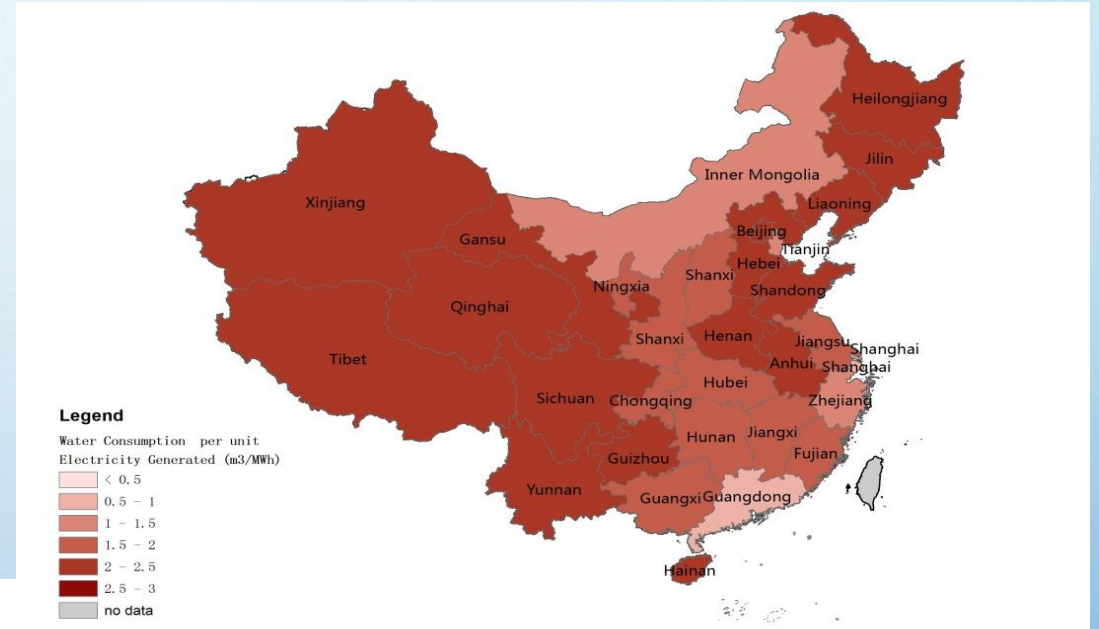 Heilongjiang
Jilin
Inner Mongolia
Liaoning
Xinjiang
Beijing
Gansu
Tianjin
Hebei
Shanxi
Ningxia
Shandong
Qinghai
Henan
Shanxi
Jiangsu
Shanghai
Tibet
Anhui
Shanghai
Hubei
Sichuan
Chongqing
Zhejiang
Hunan
Jiangxi
Fujian
Guizhou
Yunnan
Guangxi
Guangdong
Hainan
Legend
Water Consumption per unit
Electricity Generated (m3/MWh)
< 0.5
0.5 - 1
1 - 1.5
1.5 - 2
2 - 2.5
2.5 - 3
no data